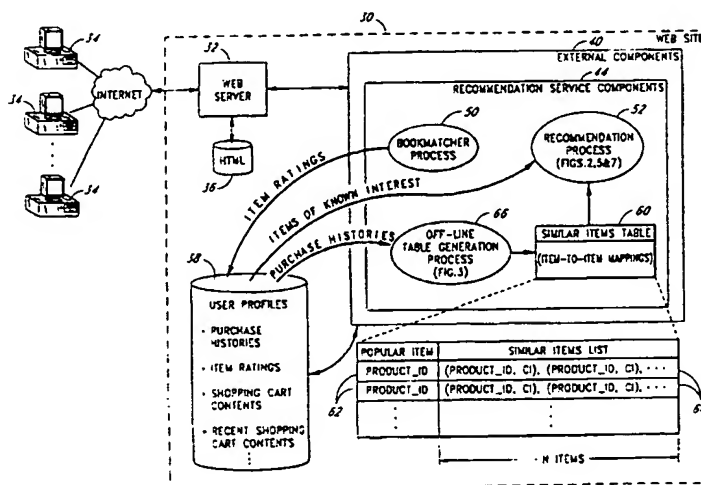 30
WEB SITE
34
32
40
EXTERNAL COMPONENTS
WEB
SERVER
44
RECOMMENDATION SERVICE COMPONENTS
34
INTERNET
50
52
BOOKMATCHER
PROCESS
RECOMMENDATION
PROCESS
(FIGS.2,5&7)
HTML
36
34
ITEM RATINGS
ITEMS OF KNOWN INTEREST
PURCHASE HISTORIES
66
60
OFF-LINE
TABLE GENERATION
PROCESS
(FIG.3)
SIMILAR ITEMS TABLE
(ITEM-TO-ITEM MAPPINGS)
38
USER PROFILES
• PURCHASE
HISTORIES
• ITEM RATINGS
• SHOPPING CART
CONTENTS
• RECENT SHOPPING
CART CONTENTS
POPULAR ITEM SIMILAR ITEMS LIST
PRODUCT_ID (PRODUCT_ID, CI), (PRODUCT_ID, CI), ...
62 PRODUCT_ID (PRODUCT_ID, CI), (PRODUCT_ID, CI), ...
N ITEMS